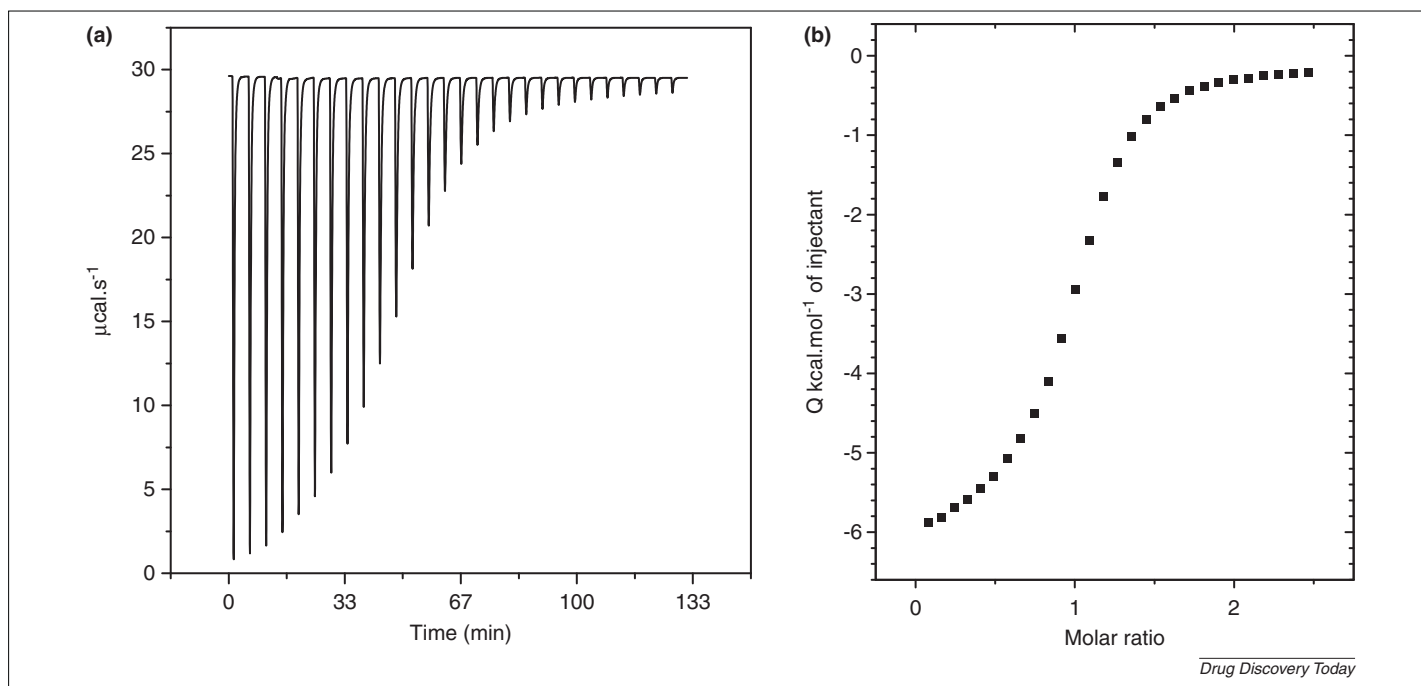 (a)
30
25
20
15
10
5
0
μcal.s⁻¹
0 33 67 100 133
Time (min)
(b)
0
-1
-2
-3
-4
-5
-6
Q kcal.mol⁻¹ of injectant
0 1 2
Molar ratio
Drug Discovery Today